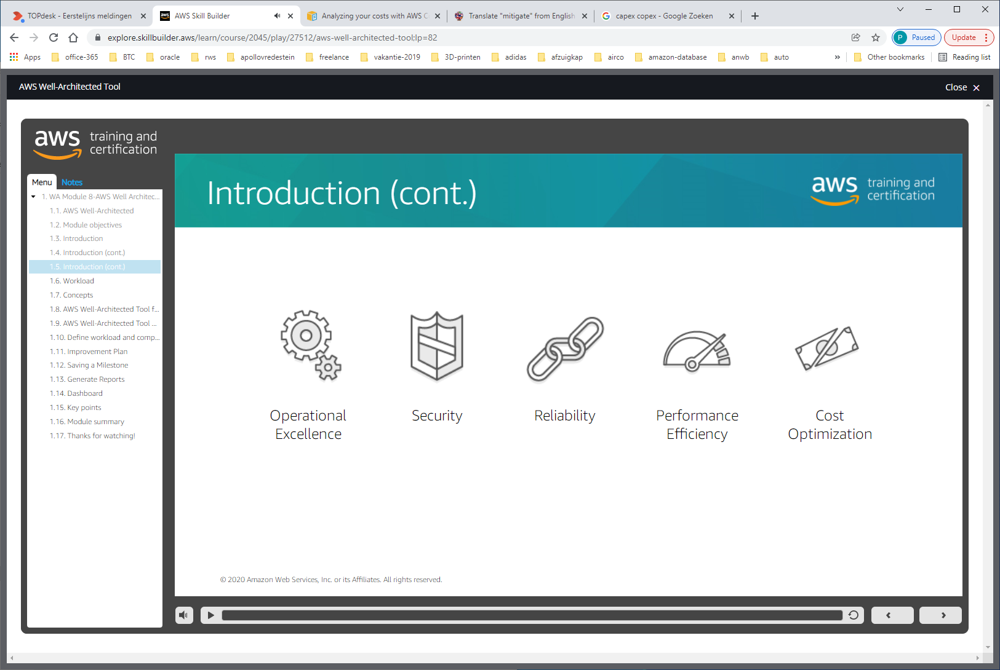 TOPdesk - Eerstelijns meldingen
AWS Skill Builder
Analyzing your costs with AWS C
Translate "mitigate" from English
capex copex - Google Zoeken
explore.skillbuilder.aws/learn/course/2045/play/27512/aws-well-architected-tool;lp=82
P Paused
Update
Apps office-365 BTC oracle rws apollovredestein freelance vakantie-2019 3D-printen adidas afzuigkap airco amazon-database anwb auto » Other bookmarks Reading list
AWS Well-Architected Tool
Close
aws training and
certification
Menu Notes
1. WA Module 8-AWS Well Architec...
1.1. AWS Well-Architected
1.2. Module objectives
1.3. Introduction
1.4. Introduction (cont.)
1.5. Introduction (cont.)
1.6. Workload
1.7. Concepts
1.8. AWS Well-Architected Tool f...
1.9. AWS Well-Architected Tool ...
1.10. Define workload and comp...
1.11. Improvement Plan
1.12. Saving a Milestone
1.13. Generate Reports
1.14. Dashboard
1.15. Key points
1.16. Module summary
1.17. Thanks for watching!
Introduction (cont.)
aws training and
certification
Operational
Excellence
Security
Reliability
Performance
Efficiency
Cost
Optimization
© 2020 Amazon Web Services, Inc. or its Affiliates. All rights reserved.